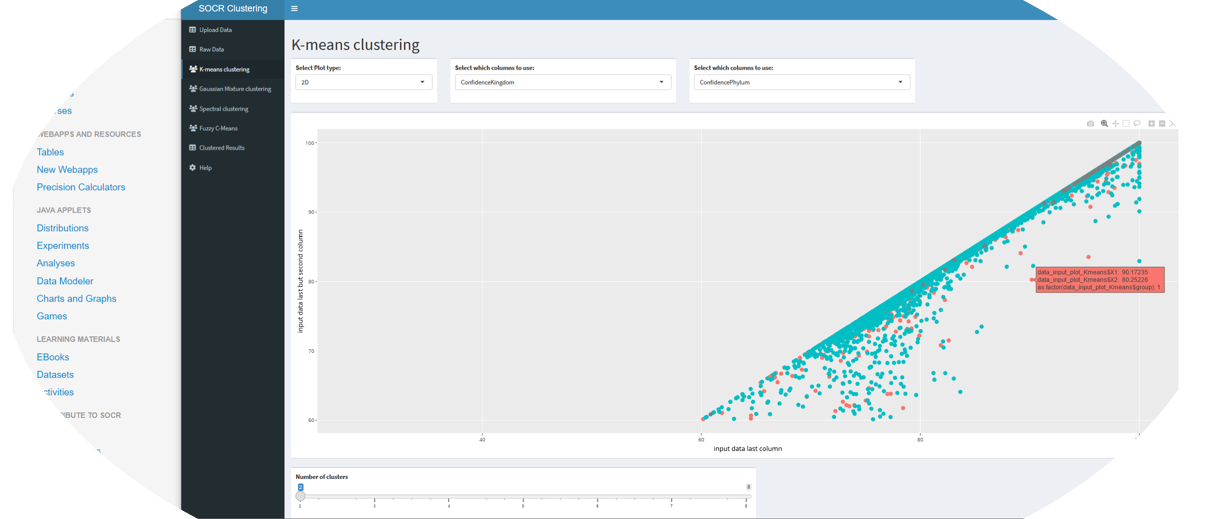 SOCR Clustering
Upload Data
Raw Data
K-means clustering
Gaussian Mixture clustering
Spectral clustering
Fuzzy C-Means
Clustered Results
Help
WEBAPPS AND RESOURCES
Tables
New Webapps
Precision Calculators
JAVA APPLETS
Distributions
Experiments
Analyses
Data Modeler
Charts and Graphs
Games
LEARNING MATERIALS
EBooks
Datasets
ctivities
IBUTE TO SOCR
K-means clustering
Select Plot type:
2D
Select which columns to use:
ConfidenceKingdom
Select which columns to use:
ConfidencePhylum
input data last but second column
100
90
80
70
60
40
60
80
input data last column
data_input_plot_Kmeans$X1: 90.17235
data_input_plot_Kmeans$X2: 80.25226
as.factor(data_input_plot_Kmeans$group): 1
Number of clusters
2
8
2 3 4 5 6 7 8